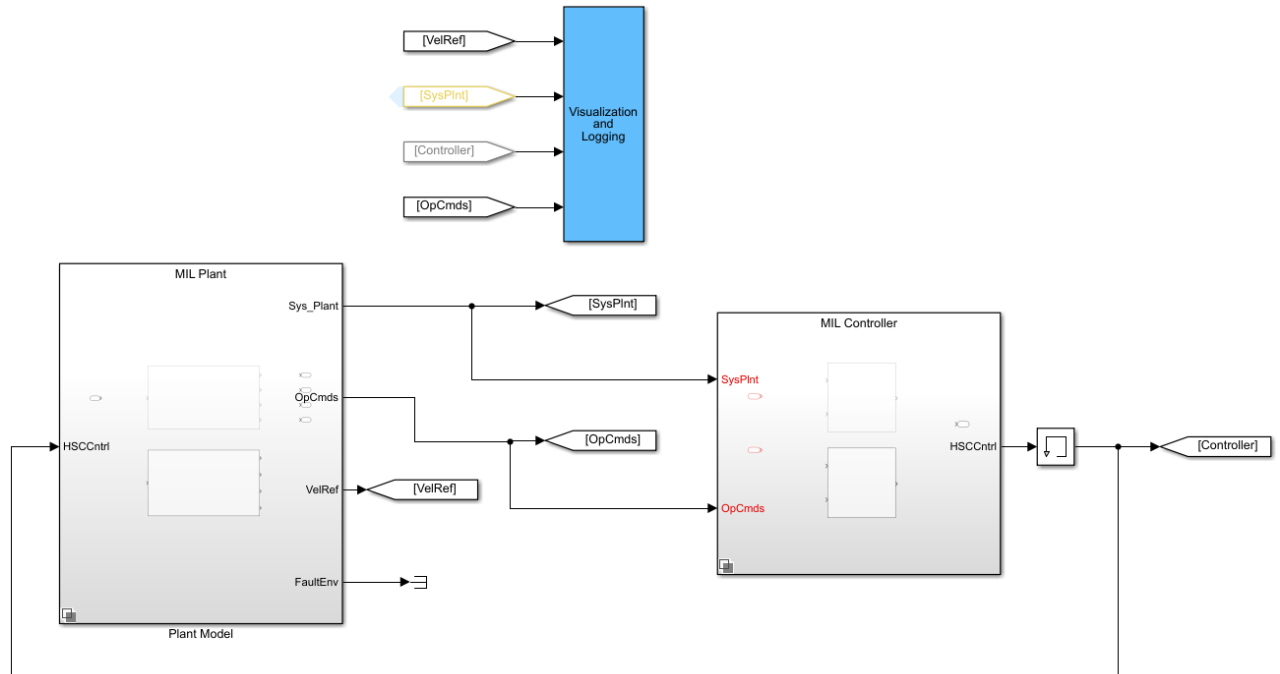 [VelRef]
[SysPlnt]
[Controller]
[OpCmds]
Visualization
and
Logging
MIL Plant
Sys_Plant
OpCmds
HSCCntrl
VelRef
FaultEnv
Plant Model
[SysPlnt]
[OpCmds]
[VelRef]
MIL Controller
SysPlnt
HSCCntrl
OpCmds
[Controller]